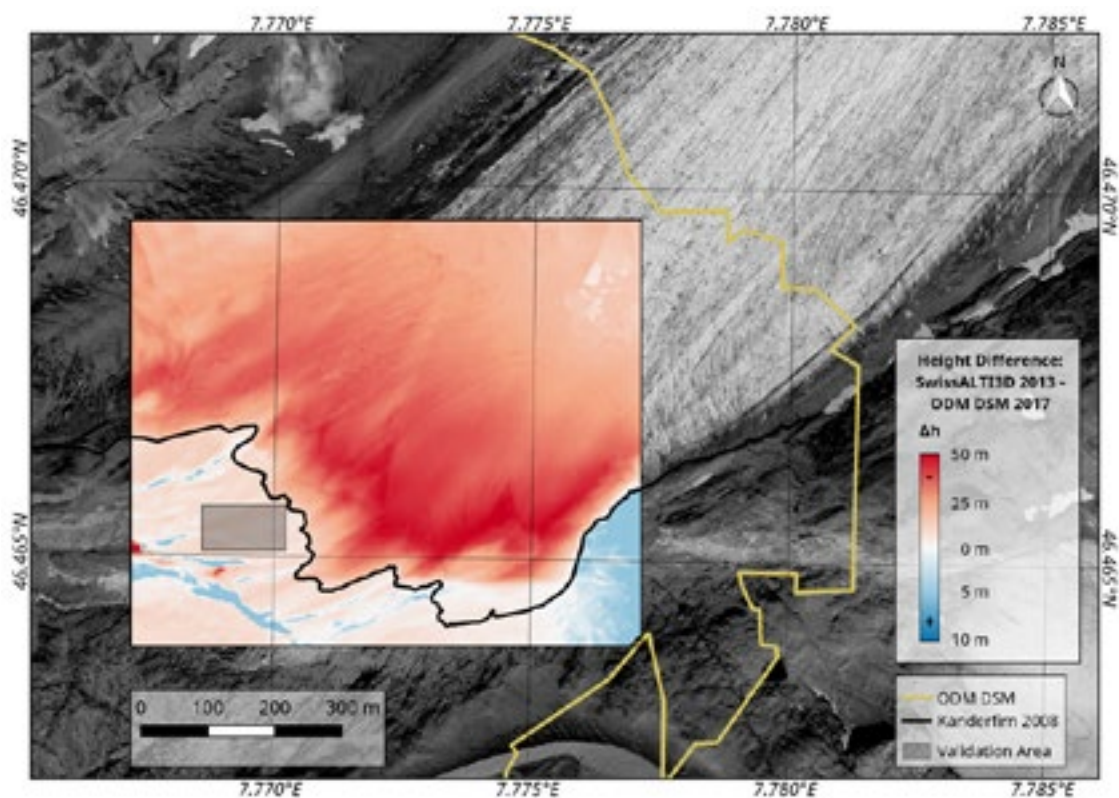 7.770°E 7.775°E 7.780°E 7.785°E
N
46.470°N 46.470°N
Height Difference:
SwissALTI3D 2013 -
ODM DSM 2017
Δh
50 m
-
25 m
0 m
5 m
+
10 m
46.465°N 46.465°N
ODM DSM
Kanderfirn 2008
Validation Area
0 100 200 300 m
7.770°E 7.775°E 7.780°E 7.785°E